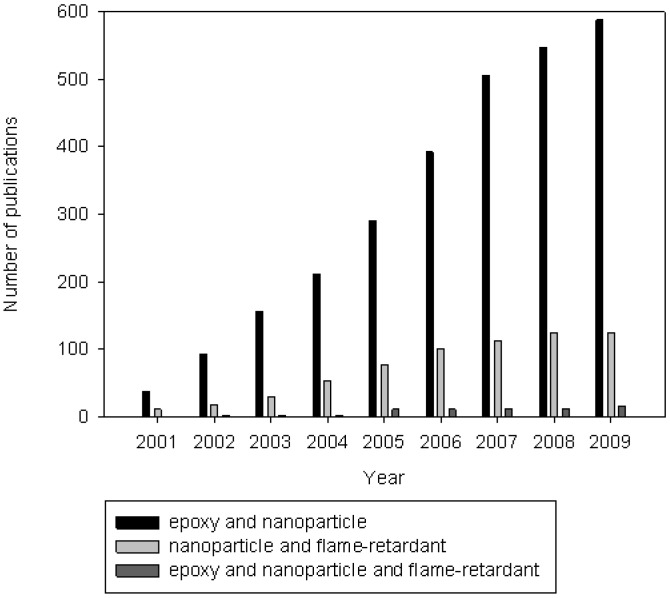 600
500
400
300
200
100
0
Number of publications
2001 2002 2003 2004 2005 2006 2007 2008 2009
Year
epoxy and nanoparticle
nanoparticle and flame-retardant
epoxy and nanoparticle and flame-retardant